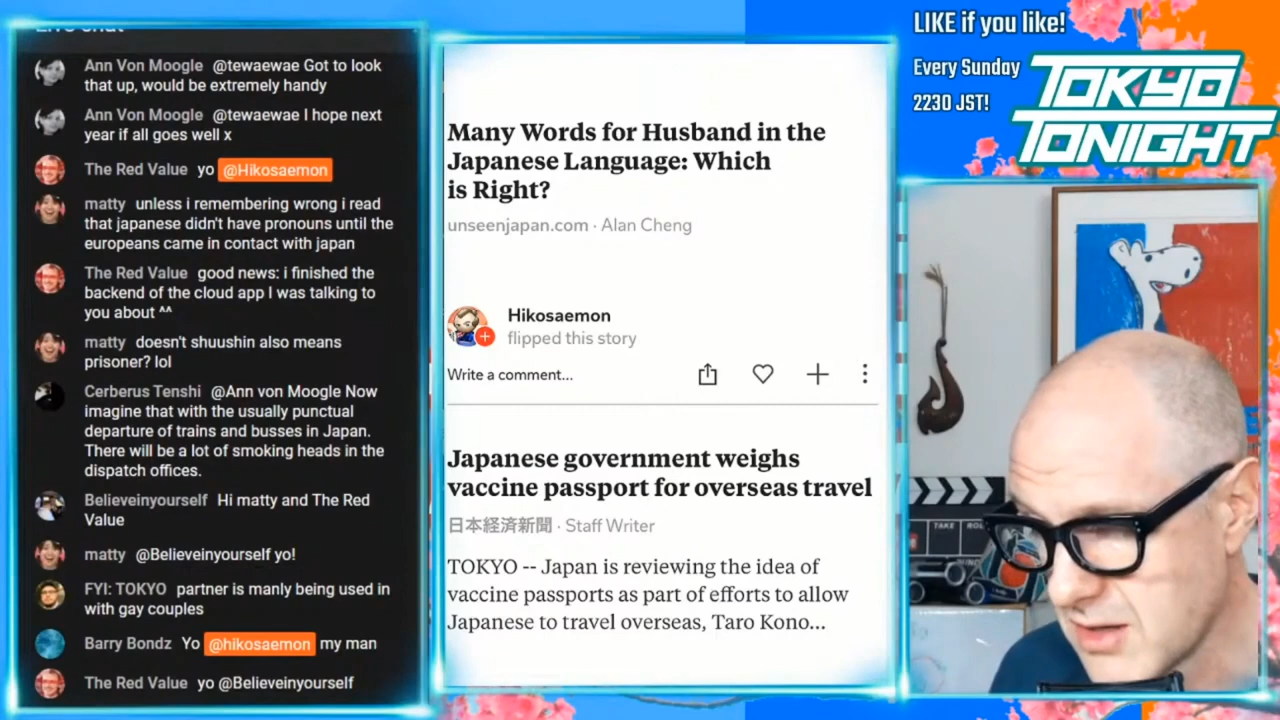 Live chat
Ann Von Moogle @tewaewae Got to look
that up, would be extremely handy
Ann Von Moogle @tewaewae I hope next
year if all goes well x
The Red Value yo @Hikosaemon
matty unless i remembering wrong i read
that japanese didn't have pronouns until the
europeans came in contact with japan
The Red Value good news: i finished the
backend of the cloud app I was talking to
you about ^^
matty doesn't shuushin also means
prisoner? lol
Cerberus Tenshi @Ann von Moogle Now
imagine that with the usually punctual
departure of trains and busses in Japan.
There will be a lot of smoking heads in the
dispatch offices.
Believeinyourself Hi matty and The Red
Value
matty @Believeinyourself yo!
FYI: TOKYO partner is manly being used in
with gay couples
Barry Bondz Yo @hikosaemon my man
The Red Value yo @Believeinyourself
Many Words for Husband in the
Japanese Language: Which
is Right?
unseenjapan.com · Alan Cheng
Hikosaemon
flipped this story
Write a comment...
Japanese government weighs
vaccine passport for overseas travel
日本経済新聞 · Staff Writer
TOKYO -- Japan is reviewing the idea of
vaccine passports as part of efforts to allow
Japanese to travel overseas, Taro Kono...
LIKE if you like!
Every Sunday
2230 JST!
TOKYO
TONIGHT
TAKE